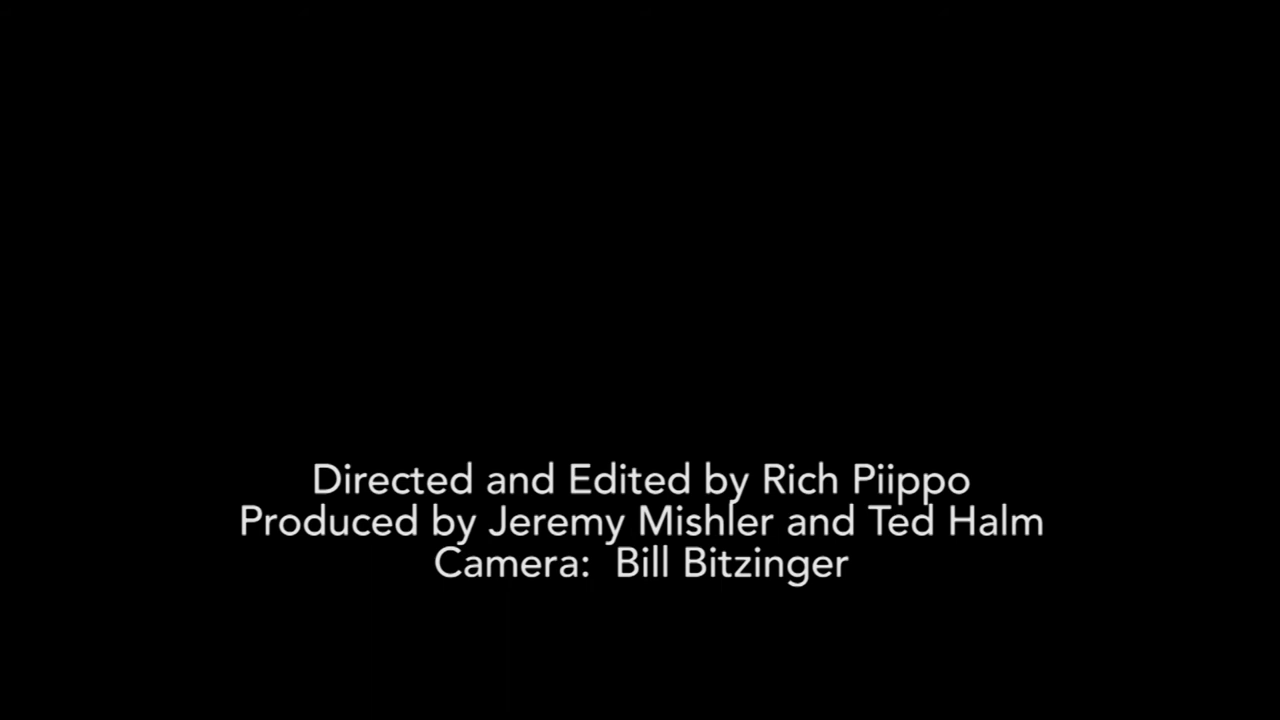 Directed and Edited by Rich Piippo
Produced by Jeremy Mishler and Ted Halm
Camera:  Bill Bitzinger